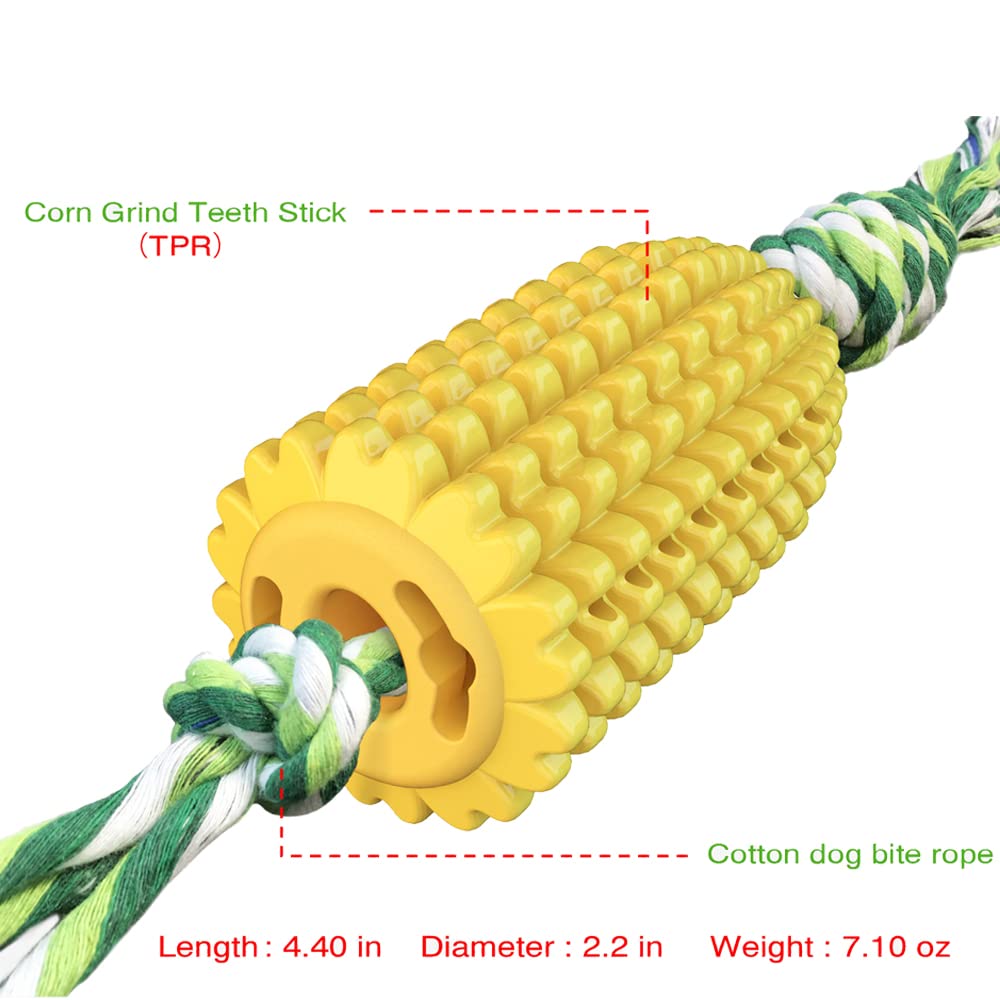 Corn Grind Teeth Stick
(TPR)
Cotton dog bite rope
Length : 4.40 in Diameter : 2.2 in Weight : 7.10 oz